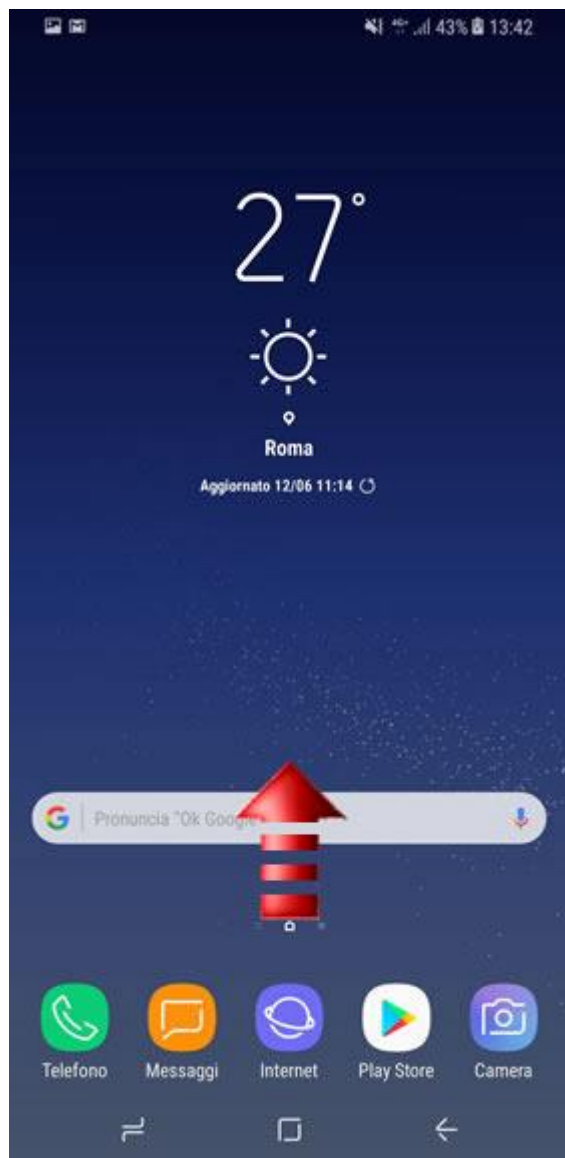 43% 13:42
27°
Roma
Aggiornato 12/06 11:14
Pronuncia "Ok Google
Telefono Messaggi Internet Play Store Camera